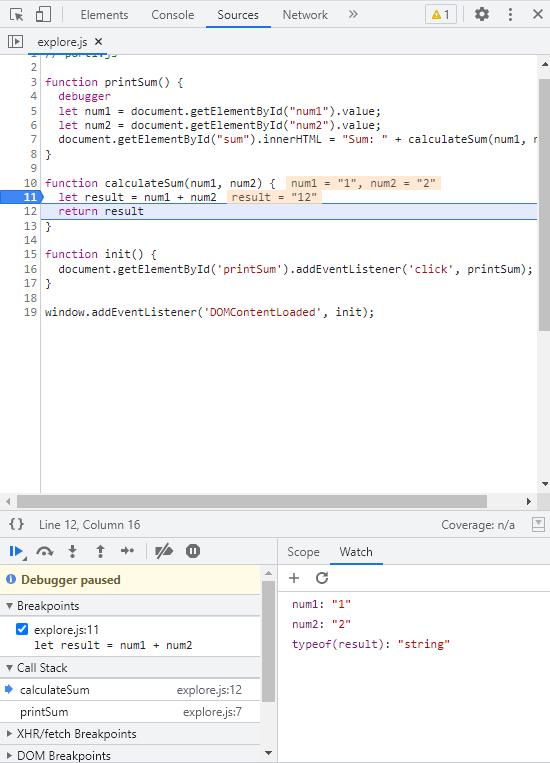 Elements Console Sources Network » 1
explore.js ×
1 // part1.js
2
3 function printSum() {
4 debugger
5 let num1 = document.getElementById("num1").value;
6 let num2 = document.getElementById("num2").value;
7 document.getElementById("sum").innerHTML = "Sum: " + calculateSum(num1, n
8 }
9
10 function calculateSum(num1, num2) { num1 = "1", num2 = "2"
11 let result = num1 + num2 result = "12"
12 return result
13 }
14
15 function init() {
16 document.getElementById('printSum').addEventListener('click', printSum);
17 }
18
19 window.addEventListener('DOMContentLoaded', init);
{} Line 12, Column 16 Coverage: n/a
Scope Watch
Debugger paused
Breakpoints
explore.js:11
let result = num1 + num2
Call Stack
calculateSum explore.js:12
printSum explore.js:7
XHR/fetch Breakpoints
DOM Breakpoints
num1: "1"
num2: "2"
typeof(result): "string"